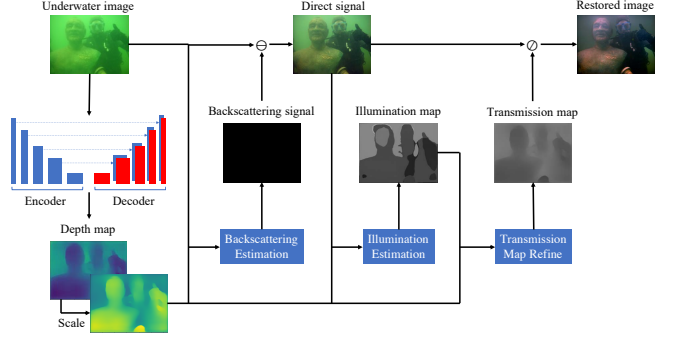 Underwater image
Direct signal
Restored image
Backscattering signal
Illumination map
Transmission map
Encoder
Decoder
Depth map
Backscattering
Estimation
Illumination
Estimation
Transmission
Map Refine
Scale